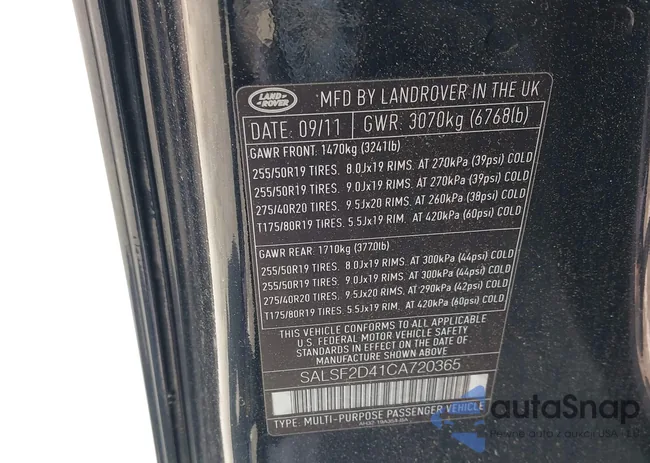 LAND
ROVER
MFD BY LANDROVER IN THE UK
DATE: 09/11 GWR: 3070kg (6768lb)
GAWR FRONT: 1470kg (3241lb)
255/50R19 TIRES. 8.0Jx19 RIMS. AT 270kPa (39psi) COLD
255/50R19 TIRES. 9.0Jx19 RIMS. AT 270kPa (39psi) COLD
275/40R20 TIRES. 9.5Jx20 RIMS. AT 260kPa (38psi) COLD
T175/80R19 TIRES. 5.5Jx19 RIM. AT 420kPa (60psi) COLD
GAWR REAR: 1710kg (3770lb)
255/50R19 TIRES. 8.0Jx19 RIMS. AT 300kPa (44psi) COLD
255/50R19 TIRES. 9.0Jx19 RIMS. AT 300kPa (44psi) COLD
275/40R20 TIRES. 9.5Jx20 RIMS. AT 290kPa (42psi) COLD
T175/80R19 TIRES. 5.5Jx19 RIM. AT 420kPa (60psi) COLD
THIS VEHICLE CONFORMS TO ALL APPLICABLE
U.S. FEDERAL MOTOR VEHICLE SAFETY
STANDARDS IN EFFECT ON THE DATE OF
MANUFACTURE SHOWN ABOVE
SALSF2D41CA720365
TYPE: MULTI-PURPOSE PASSENGER VEHICLE
autaSnap